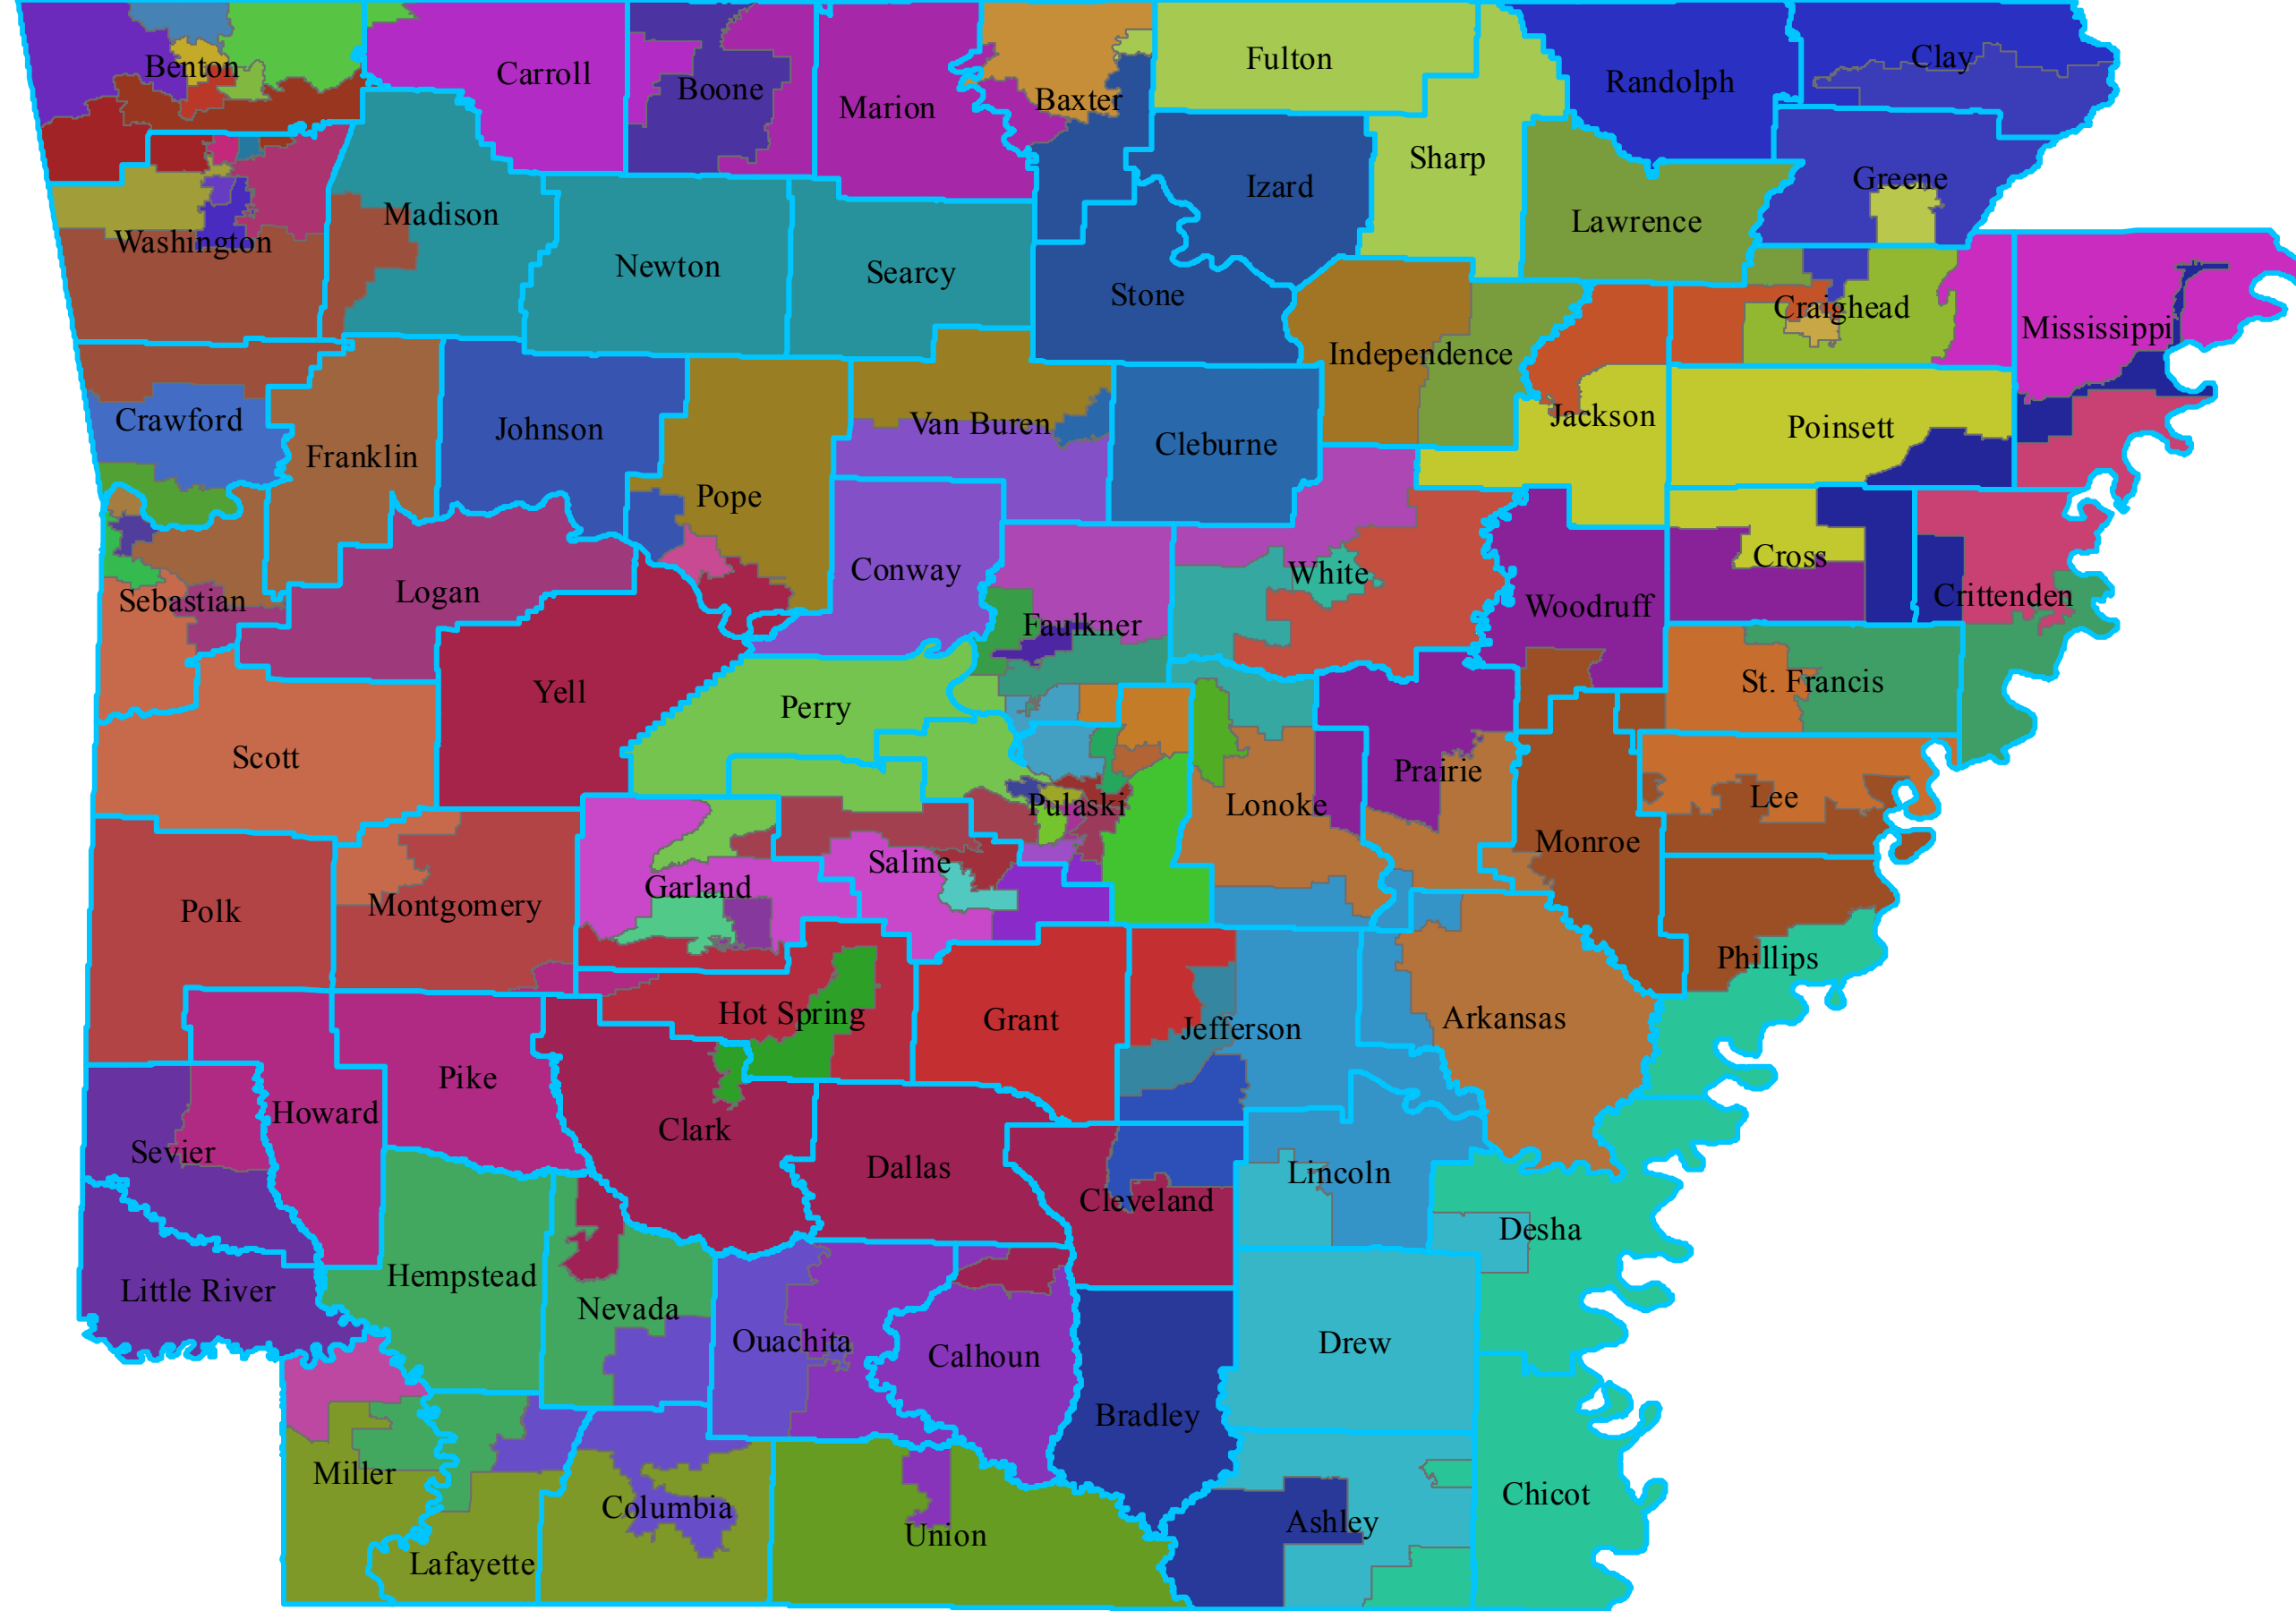 Benton
Carroll
Boone
Marion
Baxter
Fulton
Randolph
Clay
Sharp
Izard
Greene
Lawrence
Madison
Washington
Newton
Searcy
Stone
Craighead
Mississippi
Independence
Crawford
Franklin
Johnson
Van Buren
Cleburne
Jackson
Poinsett
Pope
Conway
White
Cross
Logan
Sebastian
Faulkner
Woodruff
Crittenden
Yell
Perry
St. Francis
Scott
Pulaski
Lonoke
Prairie
Lee
Monroe
Saline
Garland
Polk
Montgomery
Phillips
Hot Spring
Grant
Jefferson
Arkansas
Pike
Howard
Clark
Sevier
Dallas
Cleveland
Lincoln
Desha
Little River
Hempstead
Nevada
Ouachita
Calhoun
Drew
Bradley
Miller
Columbia
Union
Ashley
Chicot
Lafayette